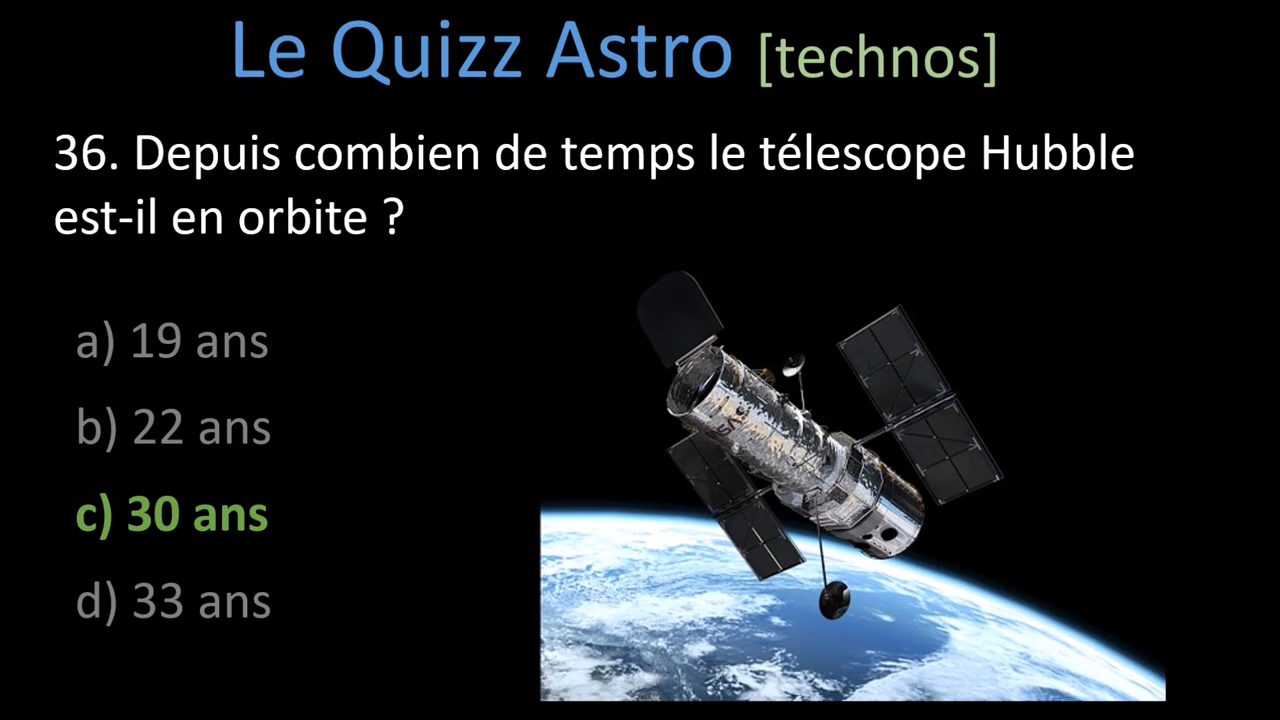 Le Quizz Astro [technos]
36. Depuis combien de temps le télescope Hubble
est-il en orbite ?
a) 19 ans
b) 22 ans
c) 30 ans
d) 33 ans